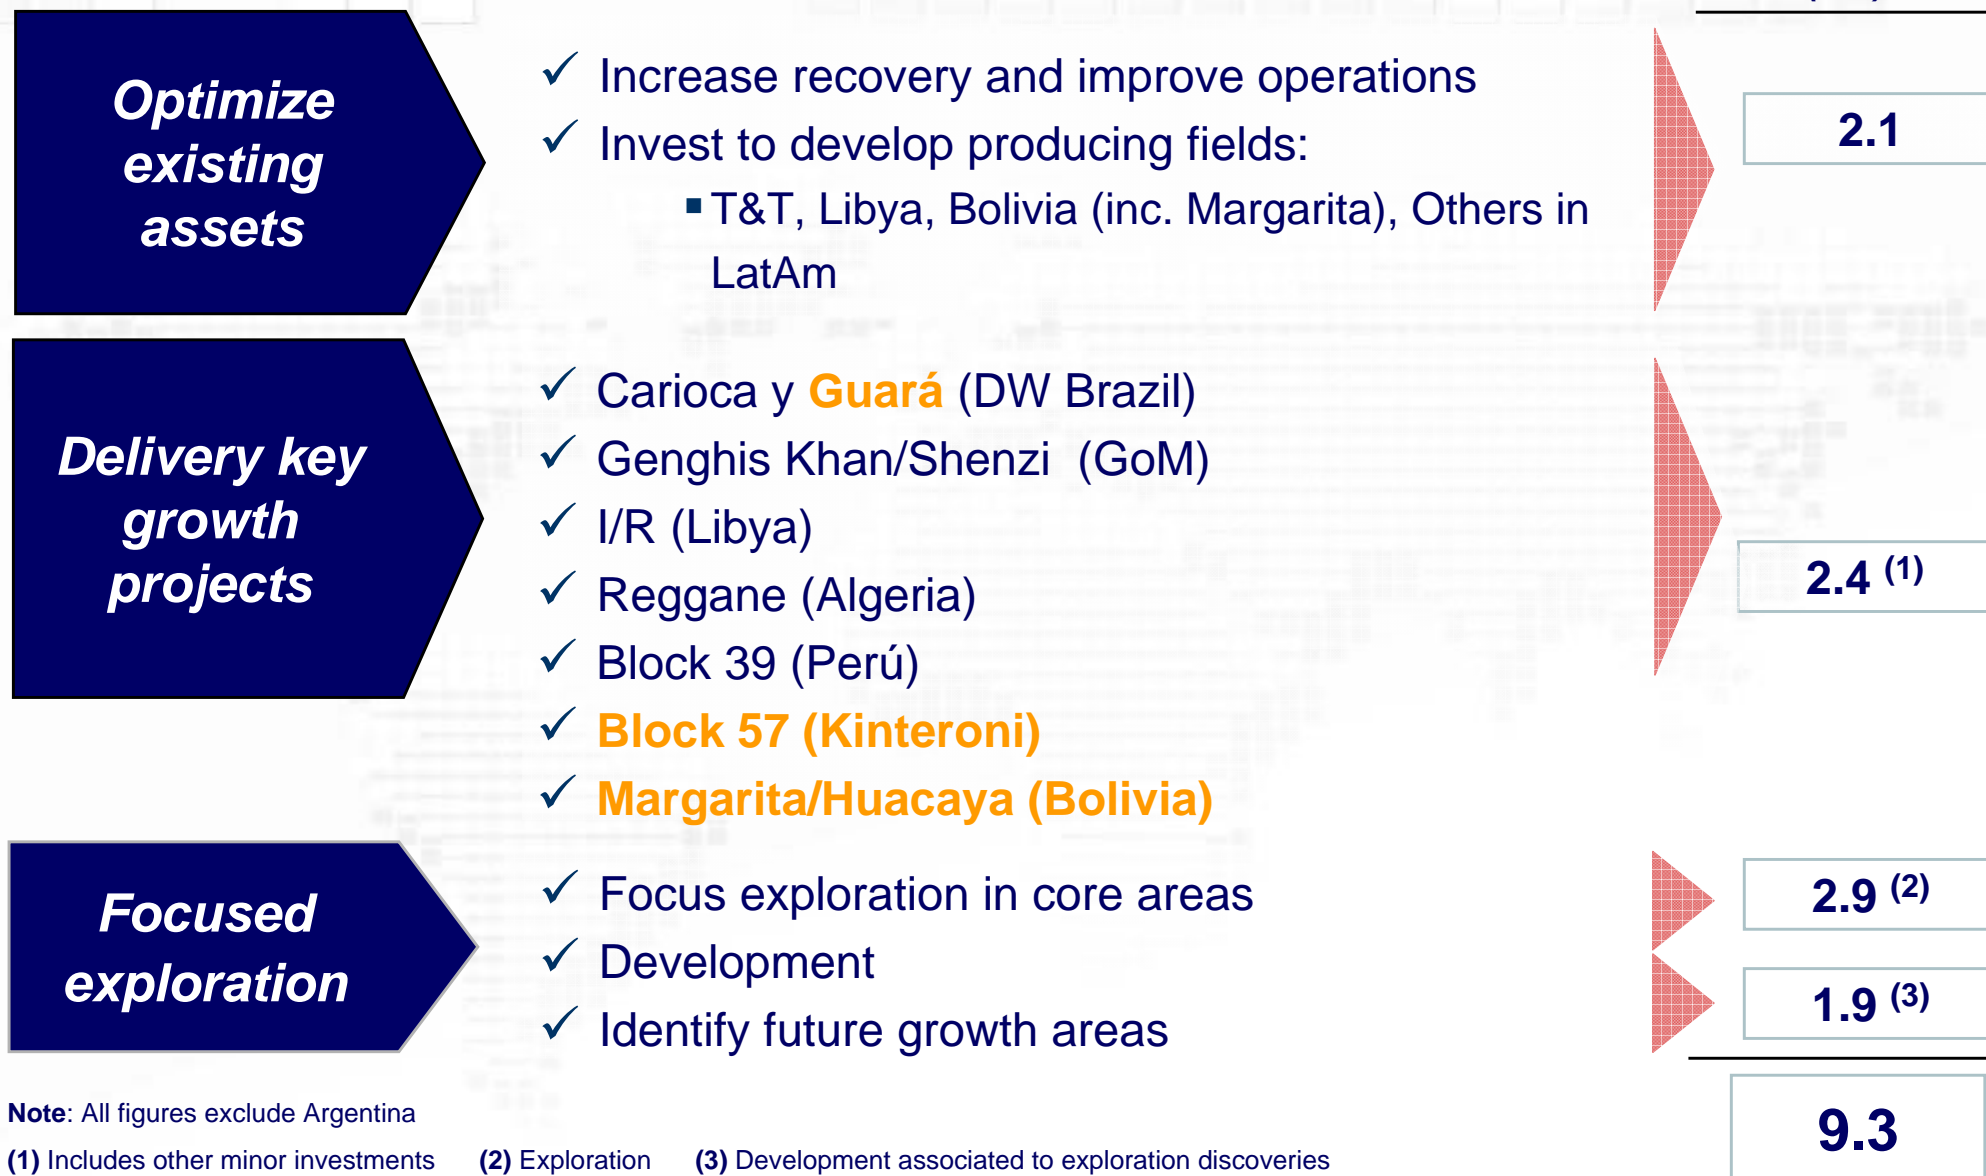 Optimize
existing
assets
✓ Increase recovery and improve operations
✓ Invest to develop producing fields:
▪ T&T, Libya, Bolivia (inc. Margarita), Others in
LatAm
2.1
Delivery key
growth
projects
✓ Carioca y Guará (DW Brazil)
✓ Genghis Khan/Shenzi (GoM)
✓ I/R (Libya)
✓ Reggane (Algeria)
✓ Block 39 (Perú)
✓ Block 57 (Kinteroni)
✓ Margarita/Huacaya (Bolivia)
2.4 (1)
Focused
exploration
✓ Focus exploration in core areas
✓ Development
✓ Identify future growth areas
2.9 (2)
1.9 (3)
9.3
Note: All figures exclude Argentina
(1) Includes other minor investments (2) Exploration (3) Development associated to exploration discoveries